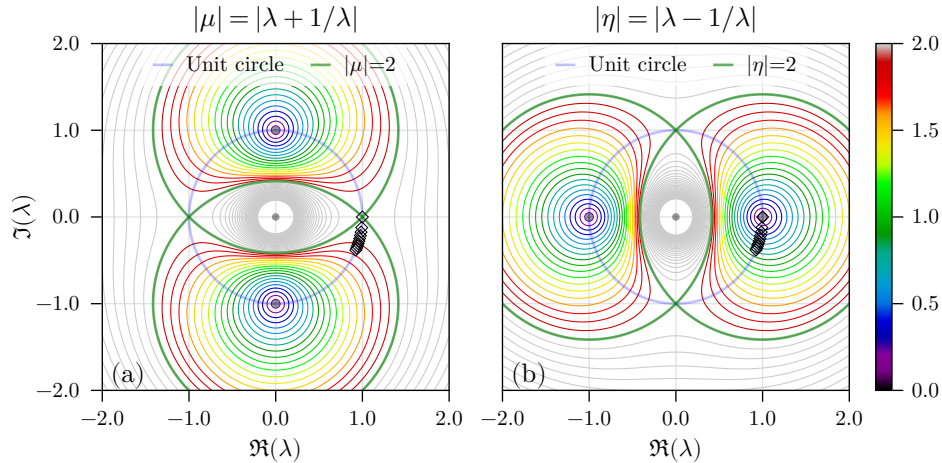 |μ| = |λ + 1/λ|
2.0
1.0
0.0
−1.0
−2.0
ℑ(λ)
Unit circle
|μ|=2
(a)
−2.0 −1.0 0.0 1.0 2.0
ℜ(λ)
|η| = |λ − 1/λ|
Unit circle
|η|=2
(b)
−2.0 −1.0 0.0 1.0 2.0
ℜ(λ)
2.0
1.5
1.0
0.5
0.0